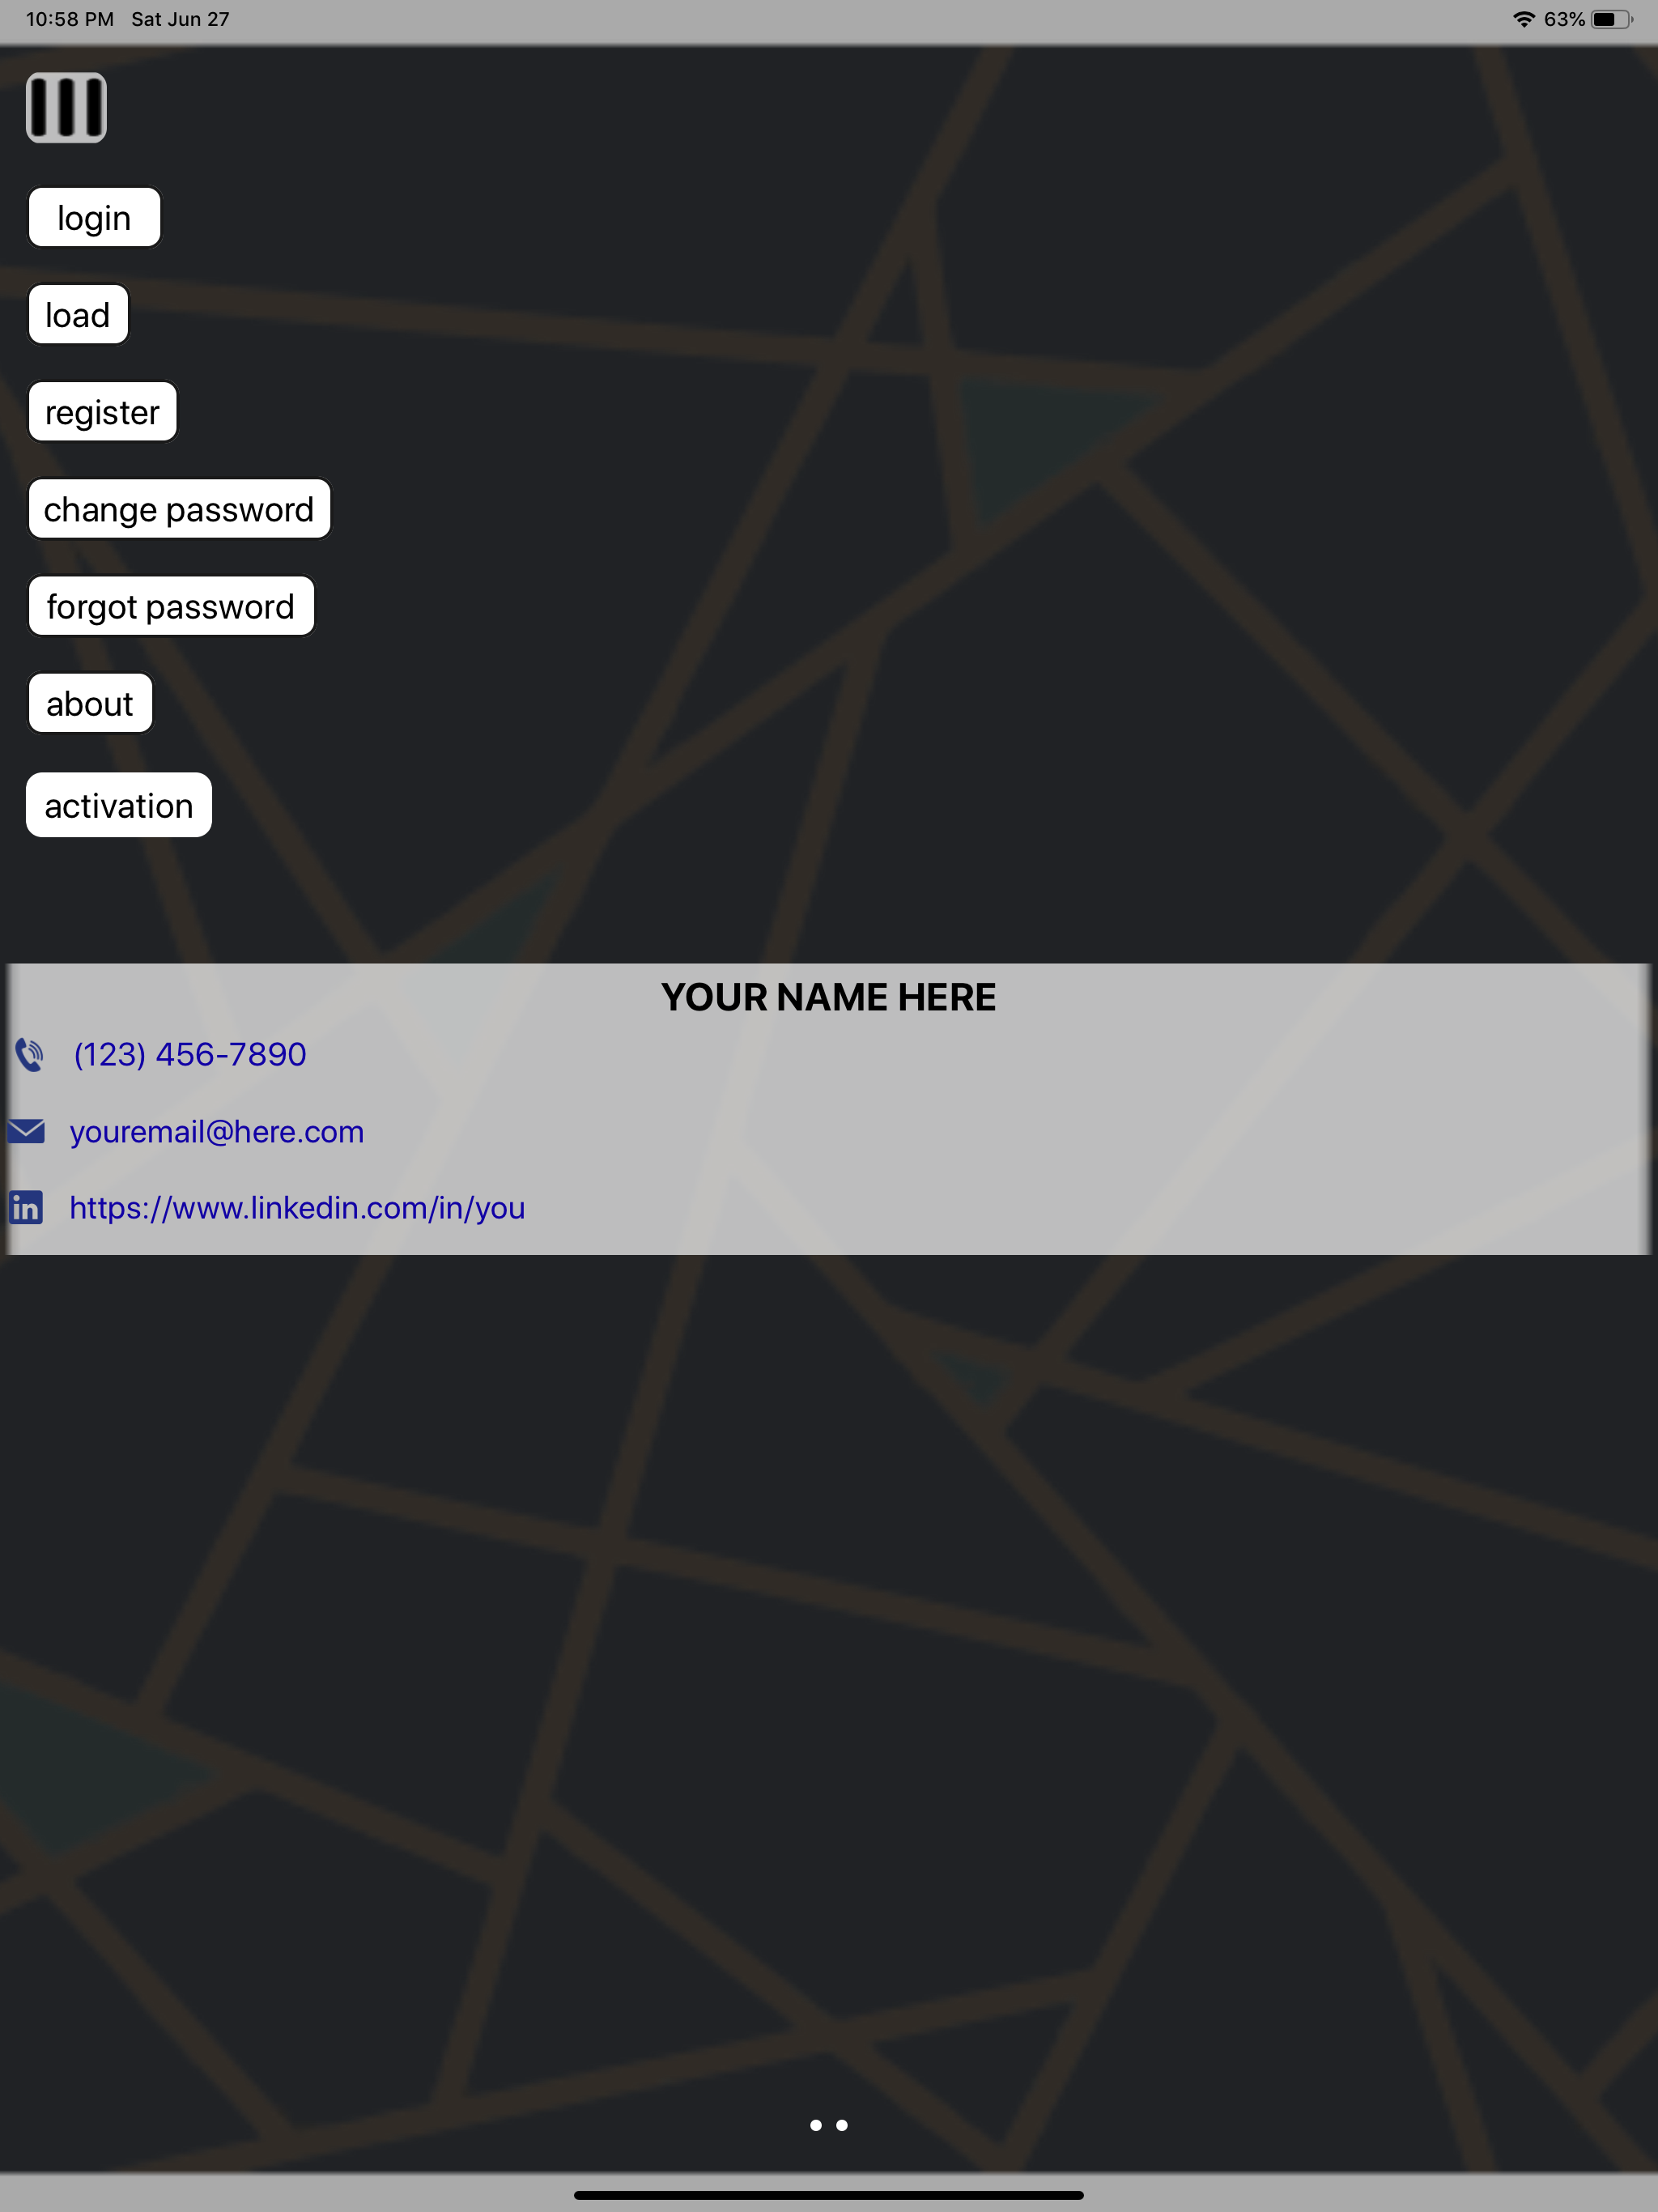 10:58 PM Sat Jun 27 63%
login
load
register
change password
forgot password
about
activation
YOUR NAME HERE
(123) 456-7890
youremail@here.com
in https://www.linkedin.com/in/you